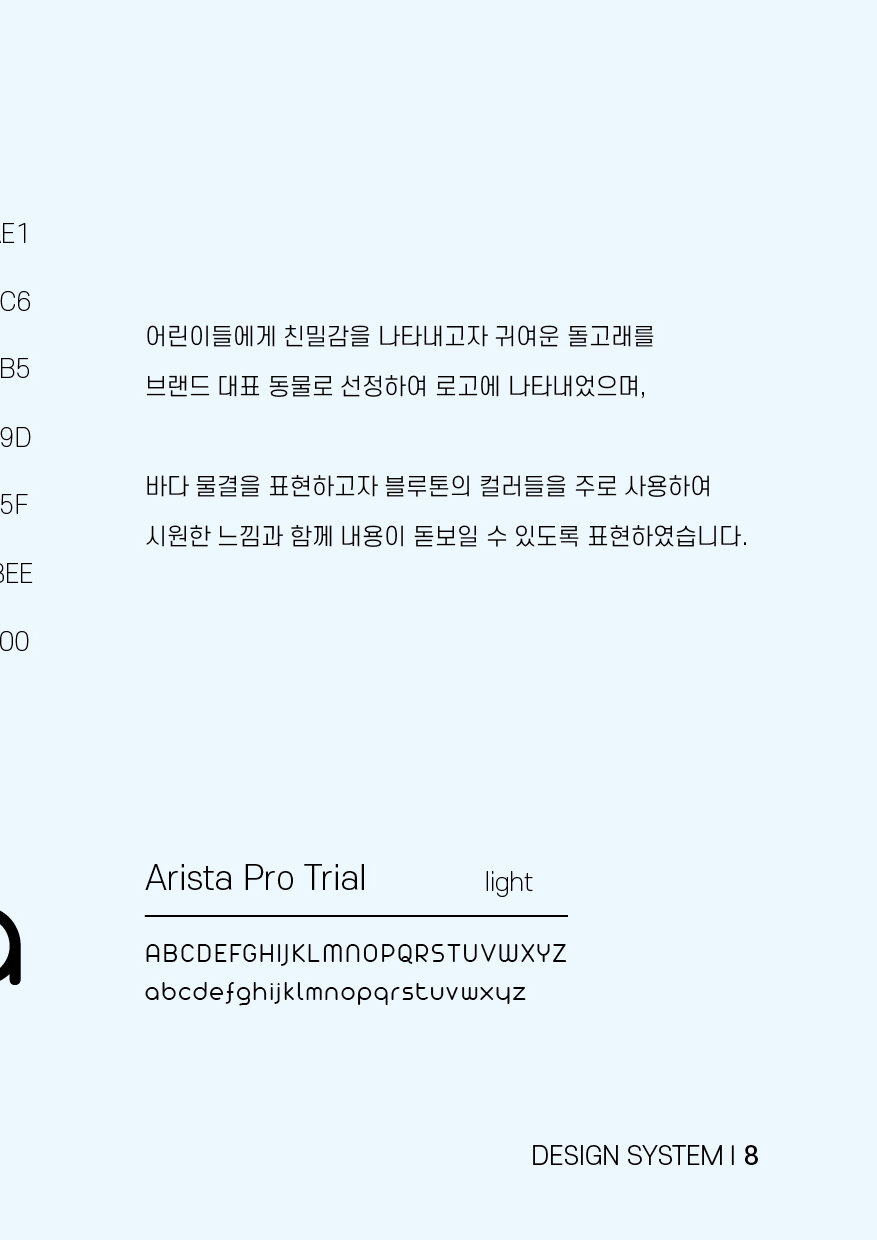 E1
C6
B5
9D
5F
EE
00
어린이들에게 친밀감을 나타내고자 귀여운 돌고래를
브랜드 대표 동물로 선정하여 로고에 나타내었으며,
바다 물결을 표현하고자 블루톤의 컬러들을 주로 사용하여
시원한 느낌과 함께 내용이 돋보일 수 있도록 표현하였습니다.
a
Arista Pro Trial light
ABCDEFGHIJKLMNOPQRSTUVWXYZ
abcdefghijklmnopqrstuvwxyz
DESIGN SYSTEM | 8